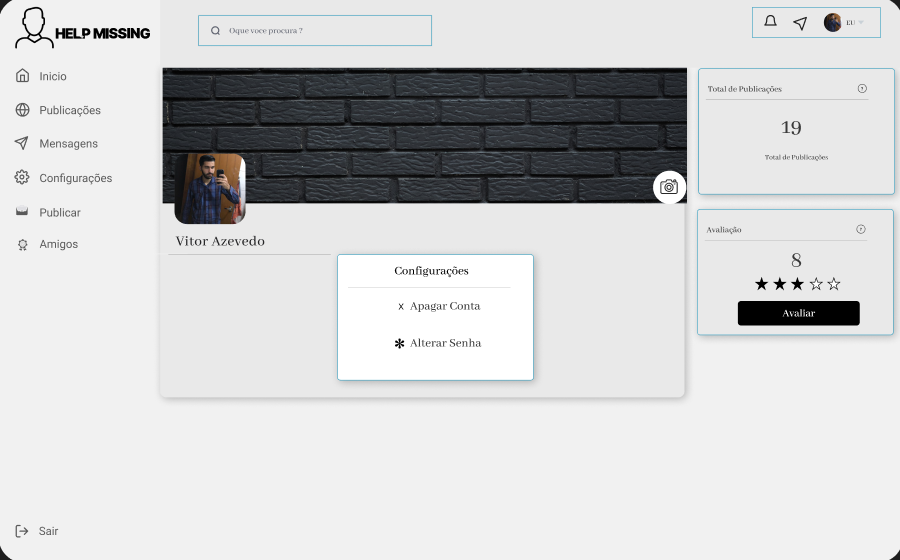 HELP MISSING
Oque voce procura ?
EU
Inicio
Publicações
Mensagens
Configurações
Publicar
Amigos
Sair
Vitor Azevedo
Configurações
x Apagar Conta
✻ Alterar Senha
Total de Publicações
19
Total de Publicações
Avaliação
8
Avaliar